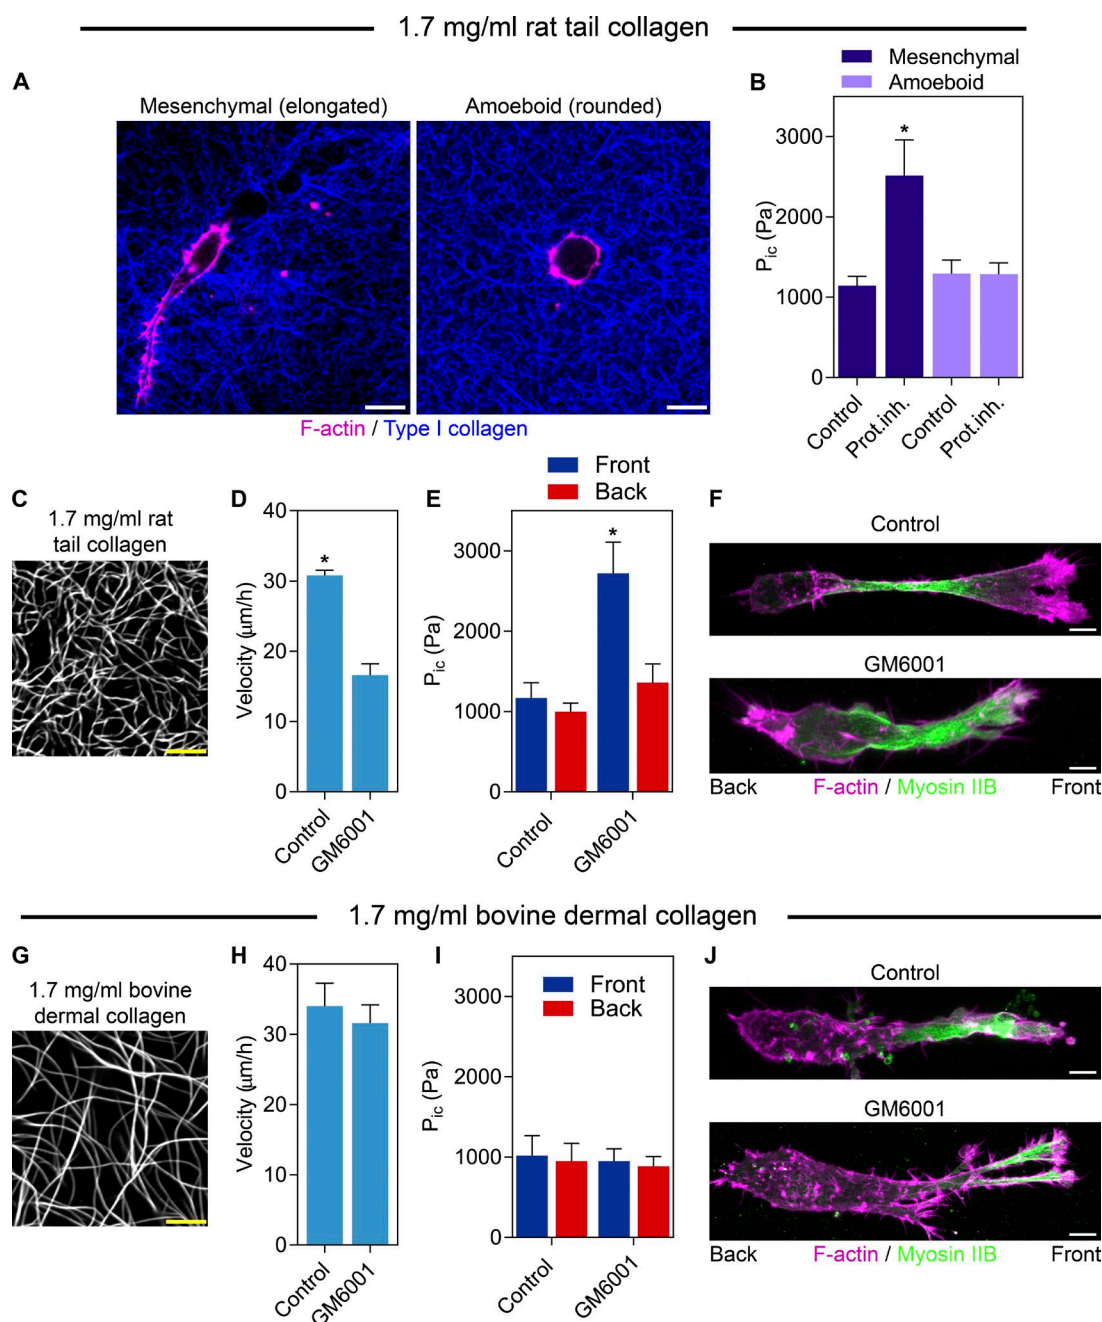 1.7 mg/ml rat tail collagen
A
Mesenchymal (elongated)
Amoeboid (rounded)
F-actin / Type I collagen
B
Mesenchymal
Amoeboid
3000
2000
1000
0
P_ic (Pa)
*
Control
Prot.inh.
Control
Prot.inh.
C
1.7 mg/ml rat
tail collagen
D
40
30
20
10
0
Velocity (µm/h)
*
Control
GM6001
E
Front
Back
3000
2000
1000
0
P_ic (Pa)
*
Control
GM6001
F
Control
GM6001
Back
F-actin / Myosin IIB
Front
1.7 mg/ml bovine dermal collagen
G
1.7 mg/ml bovine
dermal collagen
H
40
30
20
10
0
Velocity (µm/h)
Control
GM6001
I
Front
Back
3000
2000
1000
0
P_ic (Pa)
Control
GM6001
J
Control
GM6001
Back
F-actin / Myosin IIB
Front